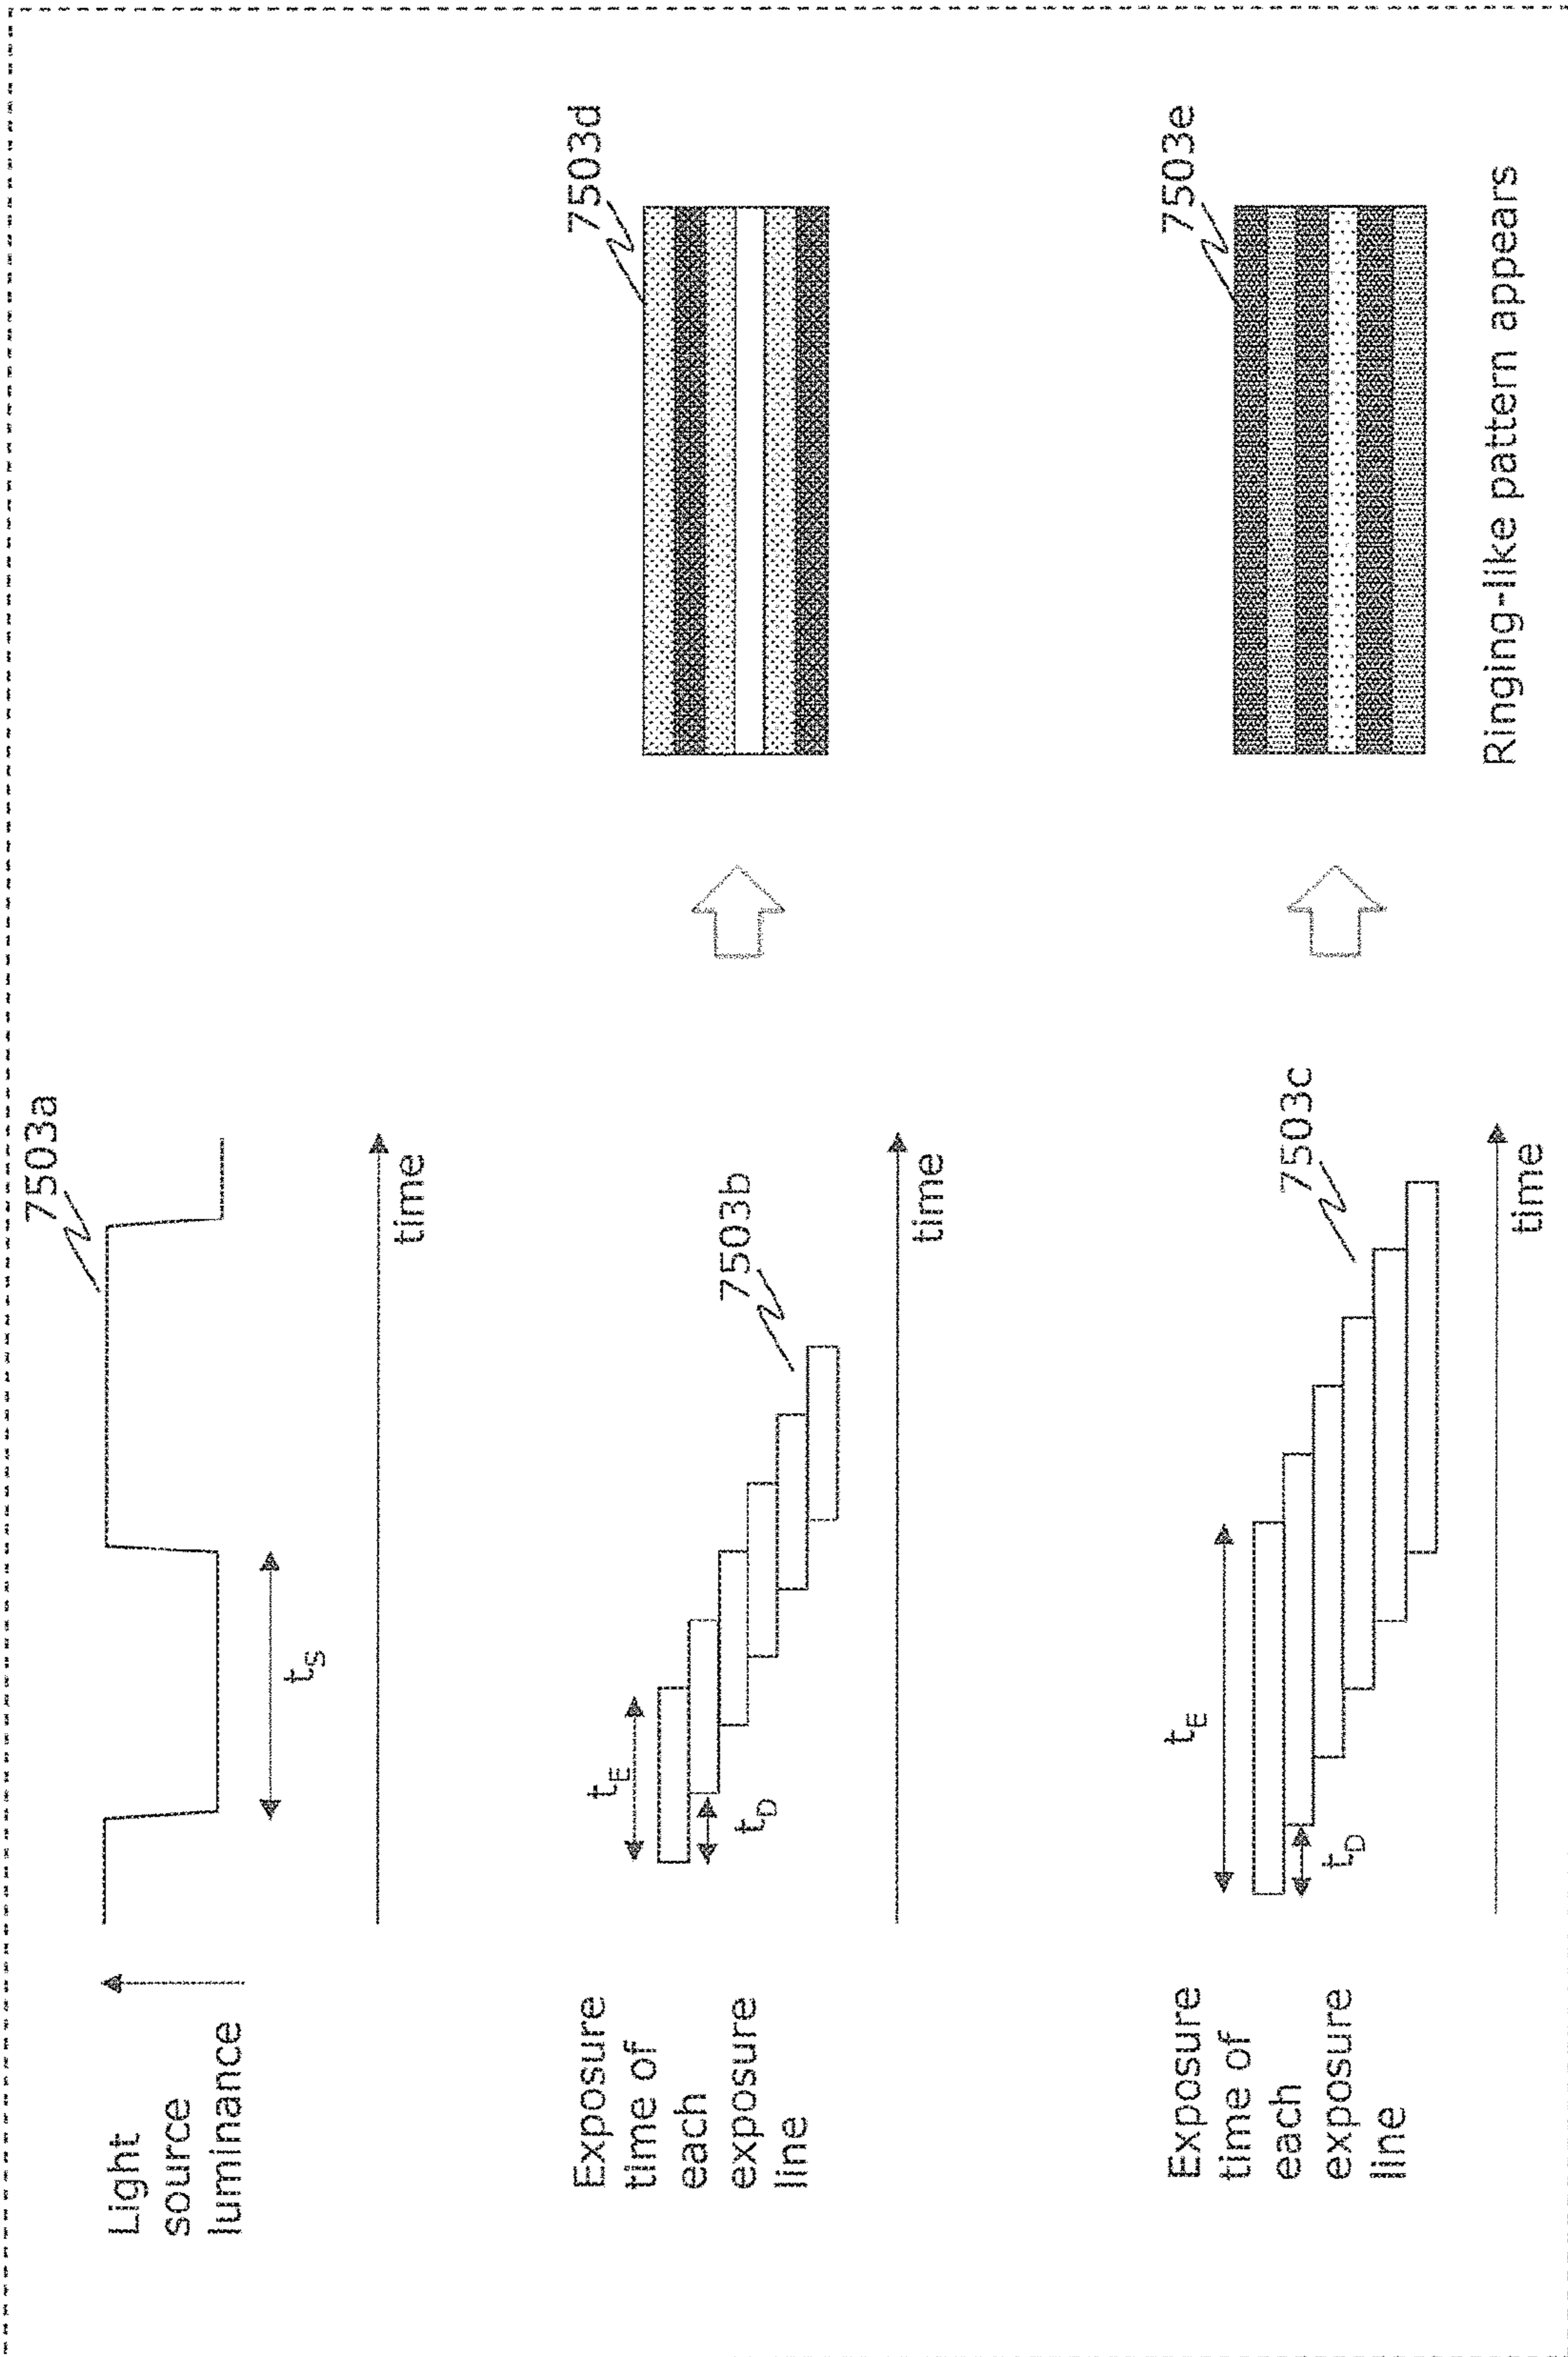 Light
source
luminance
7503a
t_S
time
Exposure
time of
each
exposure
line
t_E
t_D
7503b
time
7503d
Exposure
time of
each
exposure
line
t_E
t_D
7503c
time
7503e
Ringing-like pattern appears